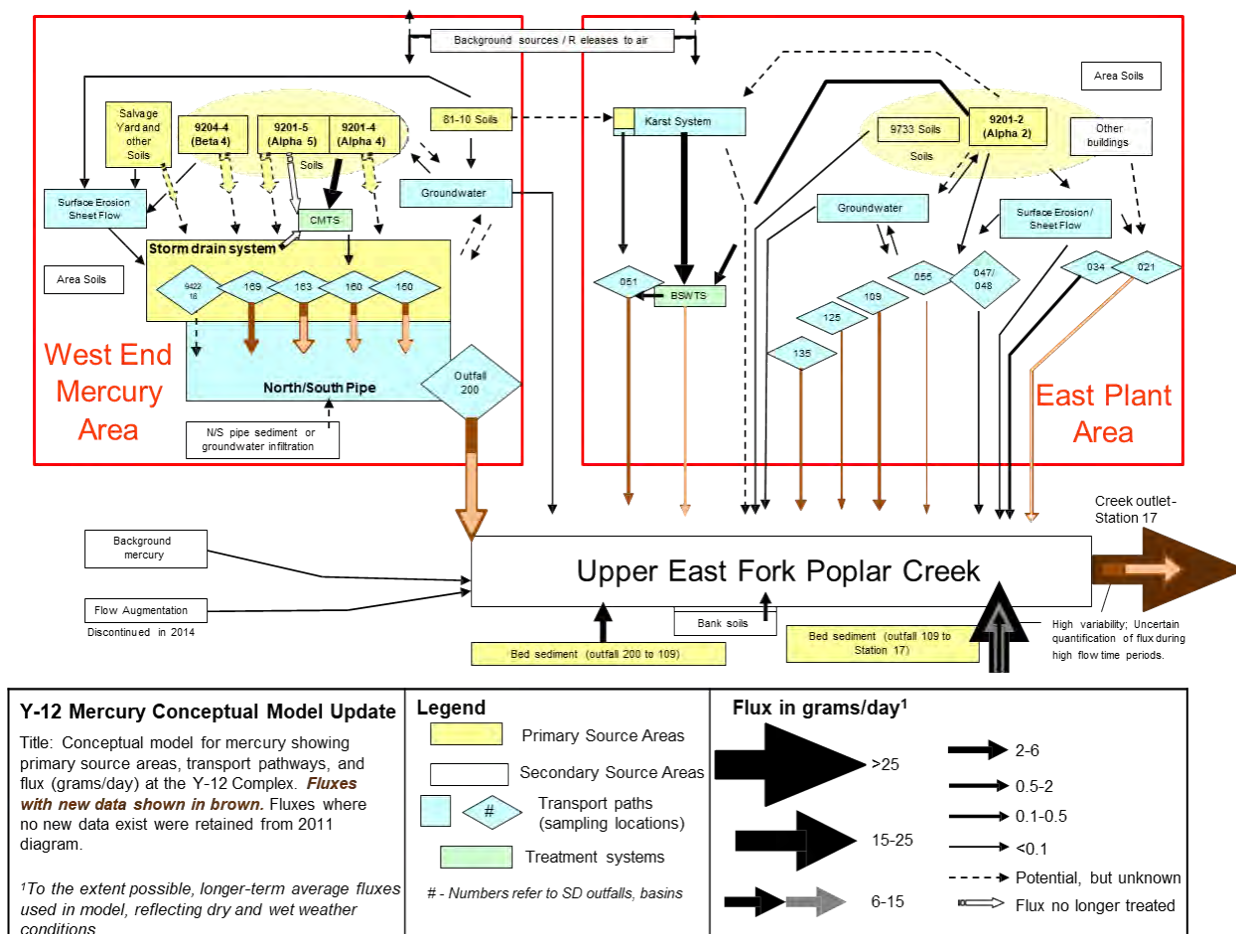 Background sources / R eleases to air
Salvage
Yard and
other
Soils
9204-4
(Beta 4)
9201-5
(Alpha 5)
9201-4
(Alpha 4)
Soils
81-10 Soils
Surface Erosion
Sheet Flow
CMTS
Groundwater
Storm drain system
Area Soils
169
163
160
150
North/South Pipe
West End
Mercury
Area
Outfall
200
N/S pipe sediment or
groundwater infiltration
Karst System
Area Soils
9733 Soils
9201-2
(Alpha 2)
Soils
Other
buildings
Groundwater
Surface Erosion/
Sheet Flow
051
BSWTS
135
125
109
055
047/
048
034
021
East Plant
Area
Creek outlet-
Station 17
Background
mercury
Flow Augmentation
Discontinued in 2014
Upper East Fork Poplar Creek
Bank soils
Bed sediment (outfall 200 to 109)
Bed sediment (outfall 109 to
Station 17)
High variability; Uncertain
quantification of flux during
high flow time periods.
Y-12 Mercury Conceptual Model Update
Title: Conceptual model for mercury showing
primary source areas, transport pathways, and
flux (grams/day) at the Y-12 Complex. Fluxes
with new data shown in brown. Fluxes where
no new data exist were retained from 2011
diagram.
¹To the extent possible, longer-term average fluxes
used in model, reflecting dry and wet weather
conditions
Legend
Primary Source Areas
Secondary Source Areas
#
Transport paths
(sampling locations)
Treatment systems
# - Numbers refer to SD outfalls, basins
Flux in grams/day¹
>25
15-25
6-15
2-6
0.5-2
0.1-0.5
<0.1
Potential, but unknown
Flux no longer treated